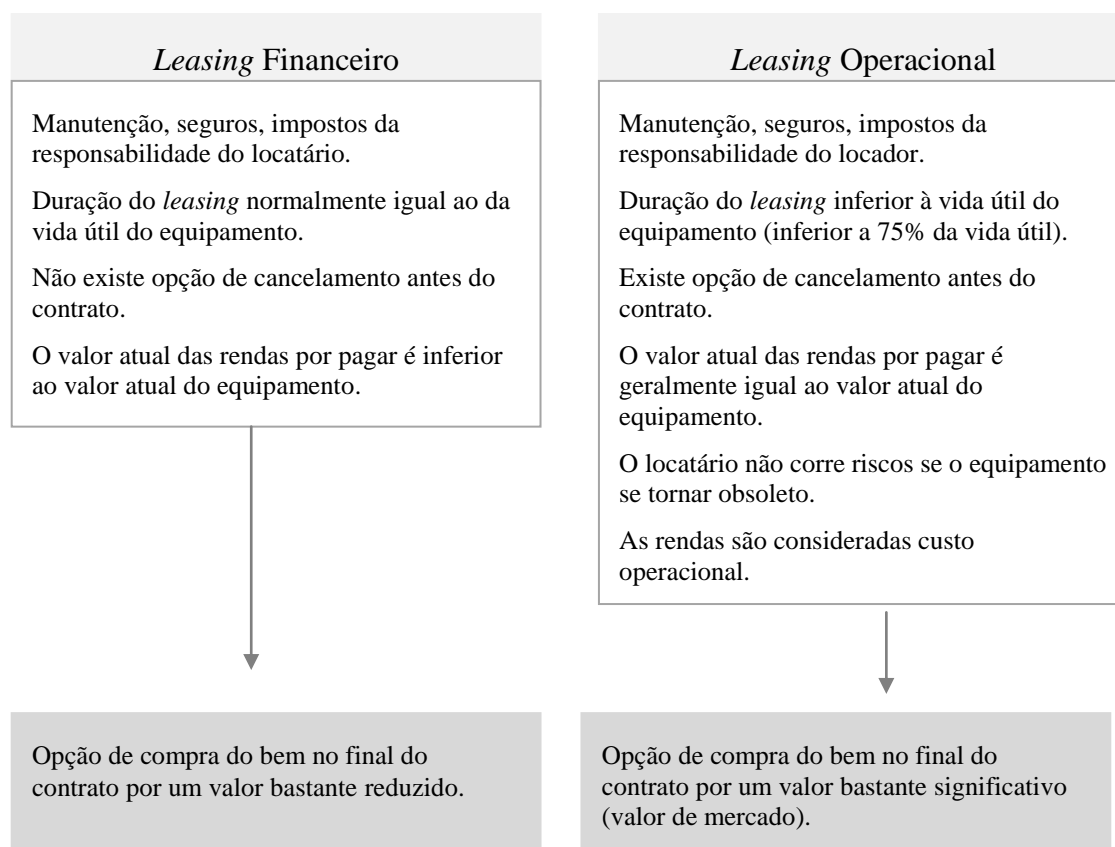 Leasing Financeiro
Manutenção, seguros, impostos da
responsabilidade do locatário.
Duração do leasing normalmente igual ao da
vida útil do equipamento.
Não existe opção de cancelamento antes do
contrato.
O valor atual das rendas por pagar é inferior
ao valor atual do equipamento.
Opção de compra do bem no final do
contrato por um valor bastante reduzido.
Leasing Operacional
Manutenção, seguros, impostos da
responsabilidade do locador.
Duração do leasing inferior à vida útil do
equipamento (inferior a 75% da vida útil).
Existe opção de cancelamento antes do
contrato.
O valor atual das rendas por pagar é
geralmente igual ao valor atual do
equipamento.
O locatário não corre riscos se o equipamento
se tornar obsoleto.
As rendas são consideradas custo
operacional.
Opção de compra do bem no final do
contrato por um valor bastante significativo
(valor de mercado).